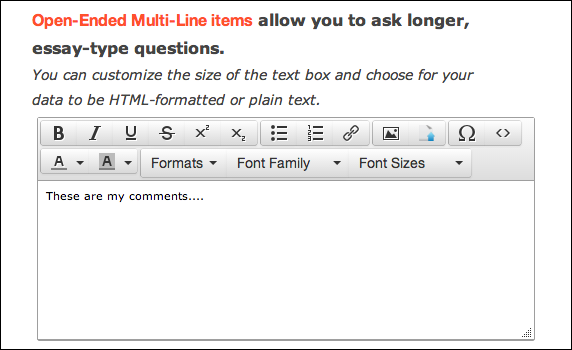 Open-Ended Multi-Line items allow you to ask longer,
essay-type questions.
You can customize the size of the text box and choose for your
data to be HTML-formatted or plain text.
B I U S x² x₂ Ω <>
A A Formats Font Family Font Sizes
These are my comments....